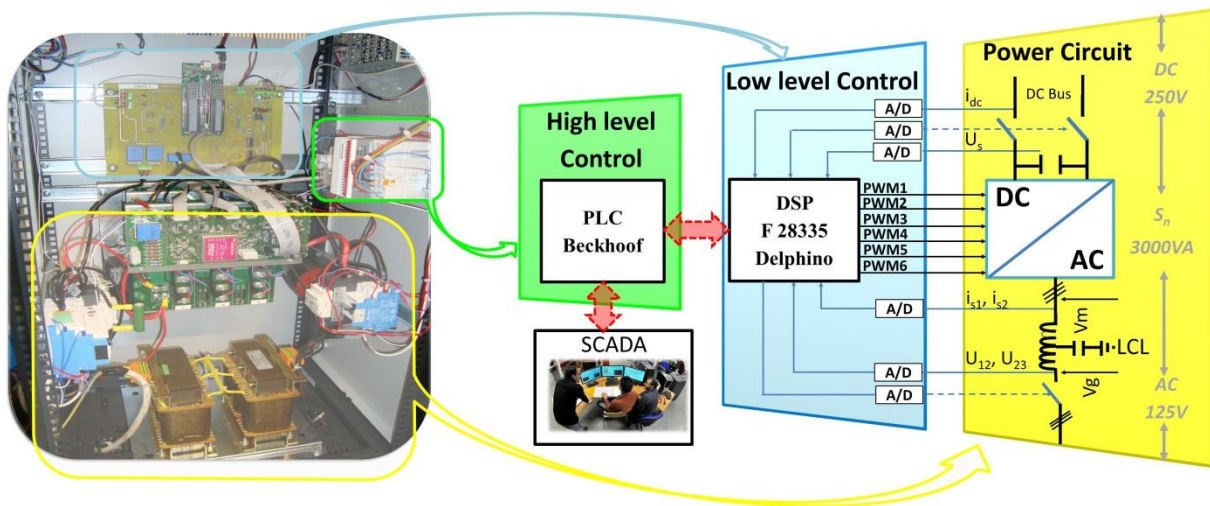 High level
Control
PLC
Beckhoof
SCADA
Low level Control
A/D
A/D
A/D
DSP
F 28335
Delphino
PWM1
PWM2
PWM3
PWM4
PWM5
PWM6
A/D
A/D
A/D
Power Circuit
i_dc
DC Bus
U_s
DC
AC
i_s1, i_s2
Vm
LCL
U_12, U_23
Vg
DC
250V
S_n
3000VA
AC
125V